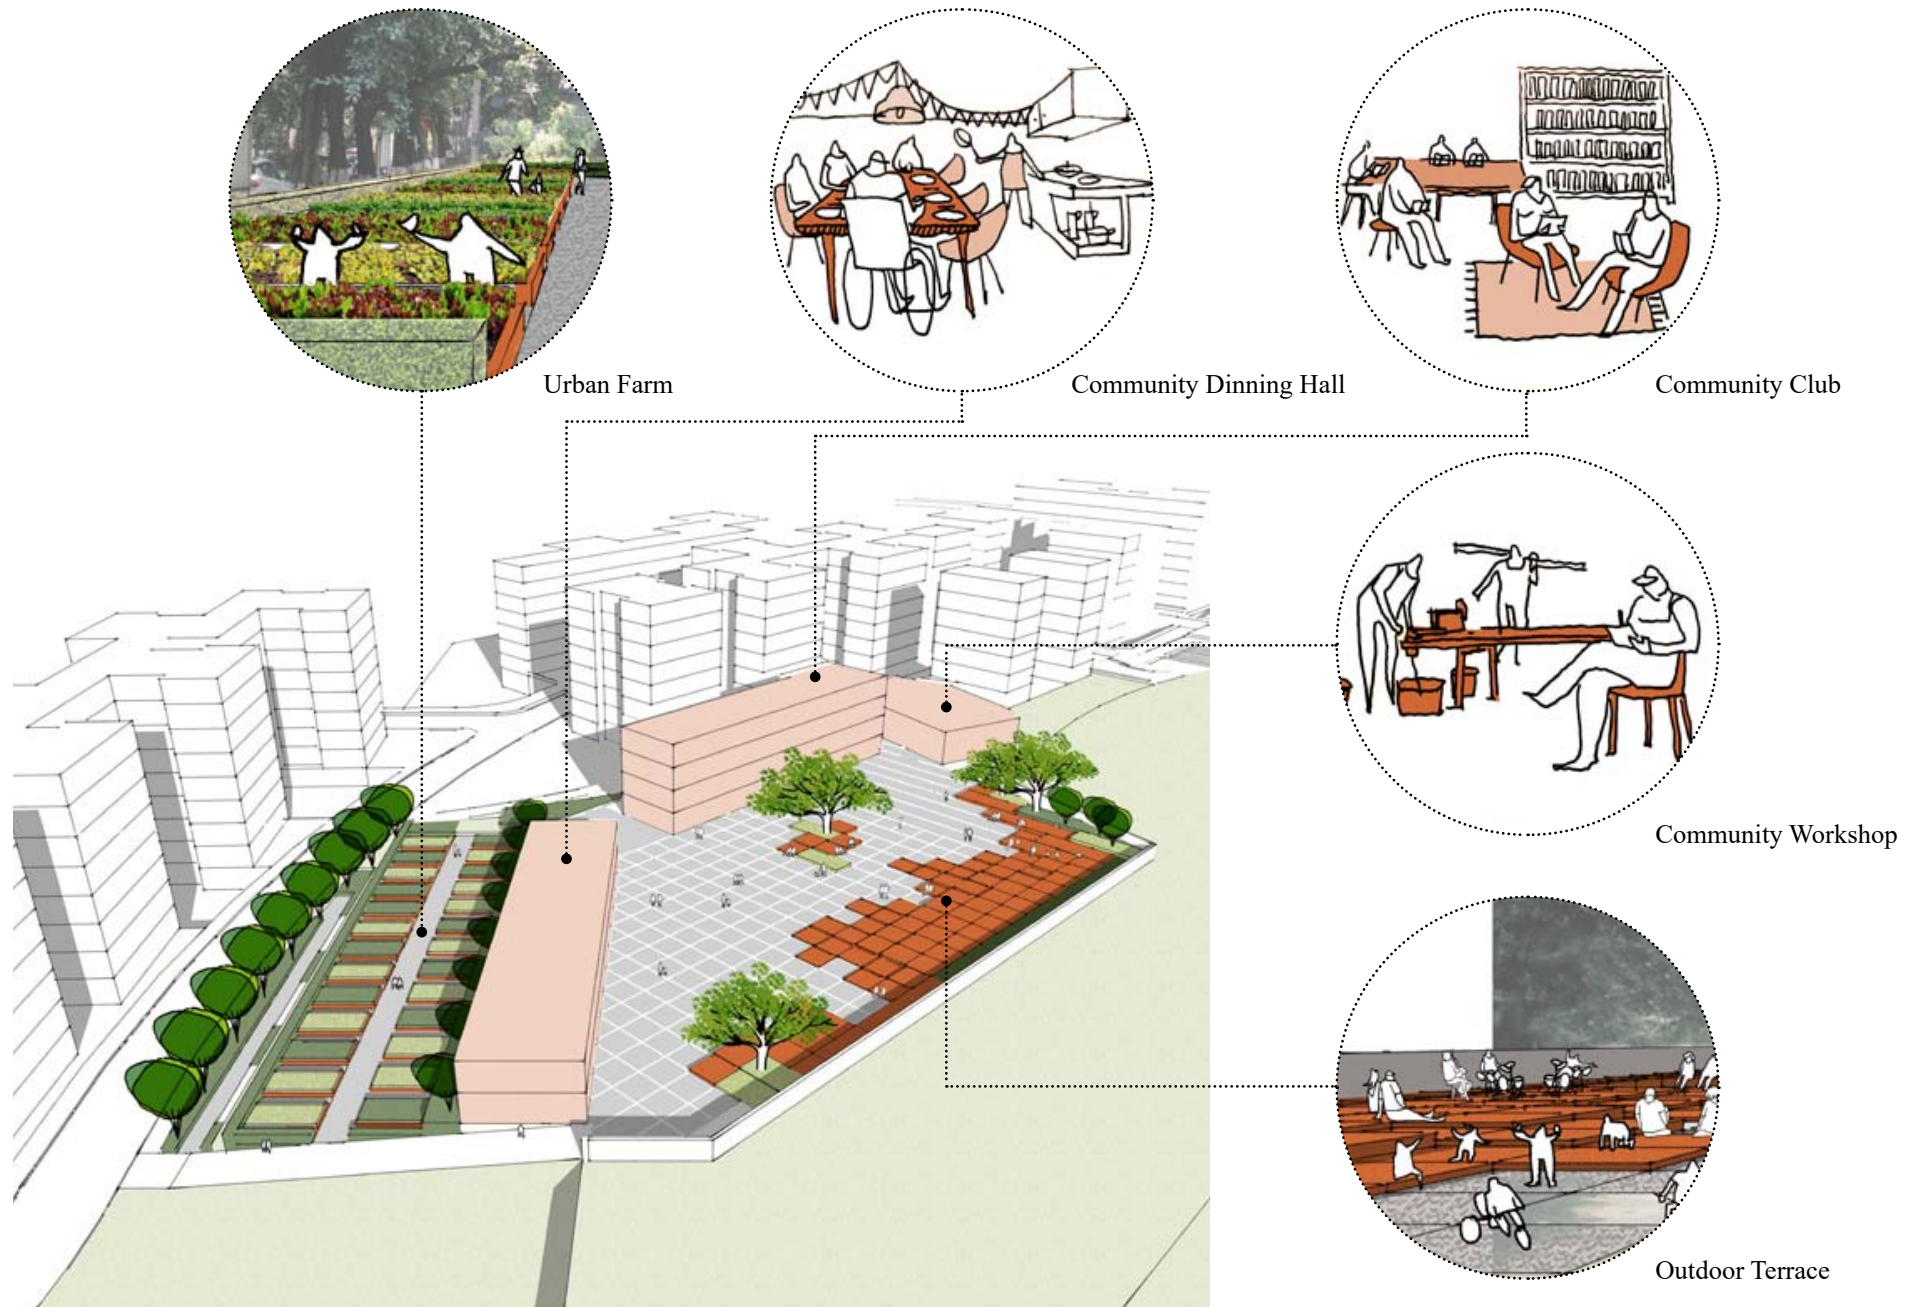 Urban Farm
Community Dinning Hall
Community Club
Community Workshop
Outdoor Terrace